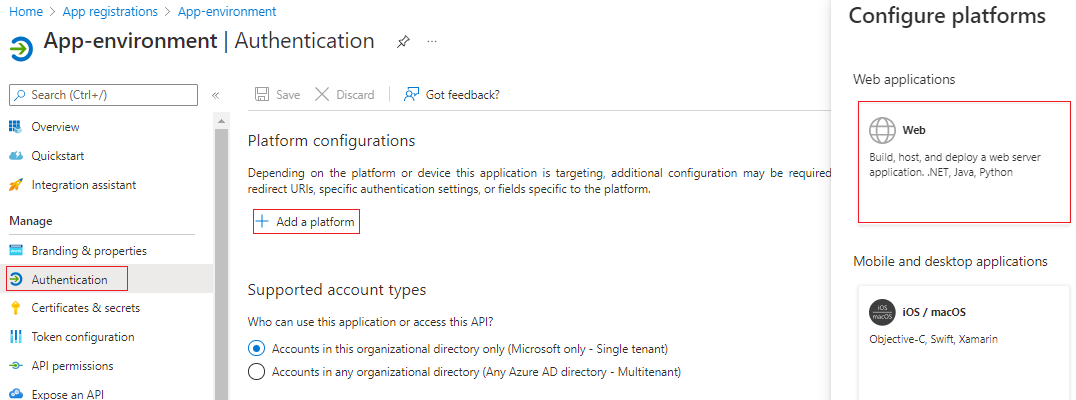 Home > App registrations > App-environment
App-environment | Authentication
Search (Ctrl+/)
«
Overview
Quickstart
Integration assistant
Manage
Branding & properties
Authentication
Certificates & secrets
Token configuration
API permissions
Expose an API
Save
Discard
Got feedback?
Platform configurations
Depending on the platform or device this application is targeting, additional configuration may be required
redirect URIs, specific authentication settings, or fields specific to the platform.
+ Add a platform
Supported account types
Who can use this application or access this API?
Accounts in this organizational directory only (Microsoft only - Single tenant)
Accounts in any organizational directory (Any Azure AD directory - Multitenant)
Configure platforms
Web applications
Web
Build, host, and deploy a web server
application. .NET, Java, Python
Mobile and desktop applications
iOS
macOS
iOS / macOS
Objective-C, Swift, Xamarin